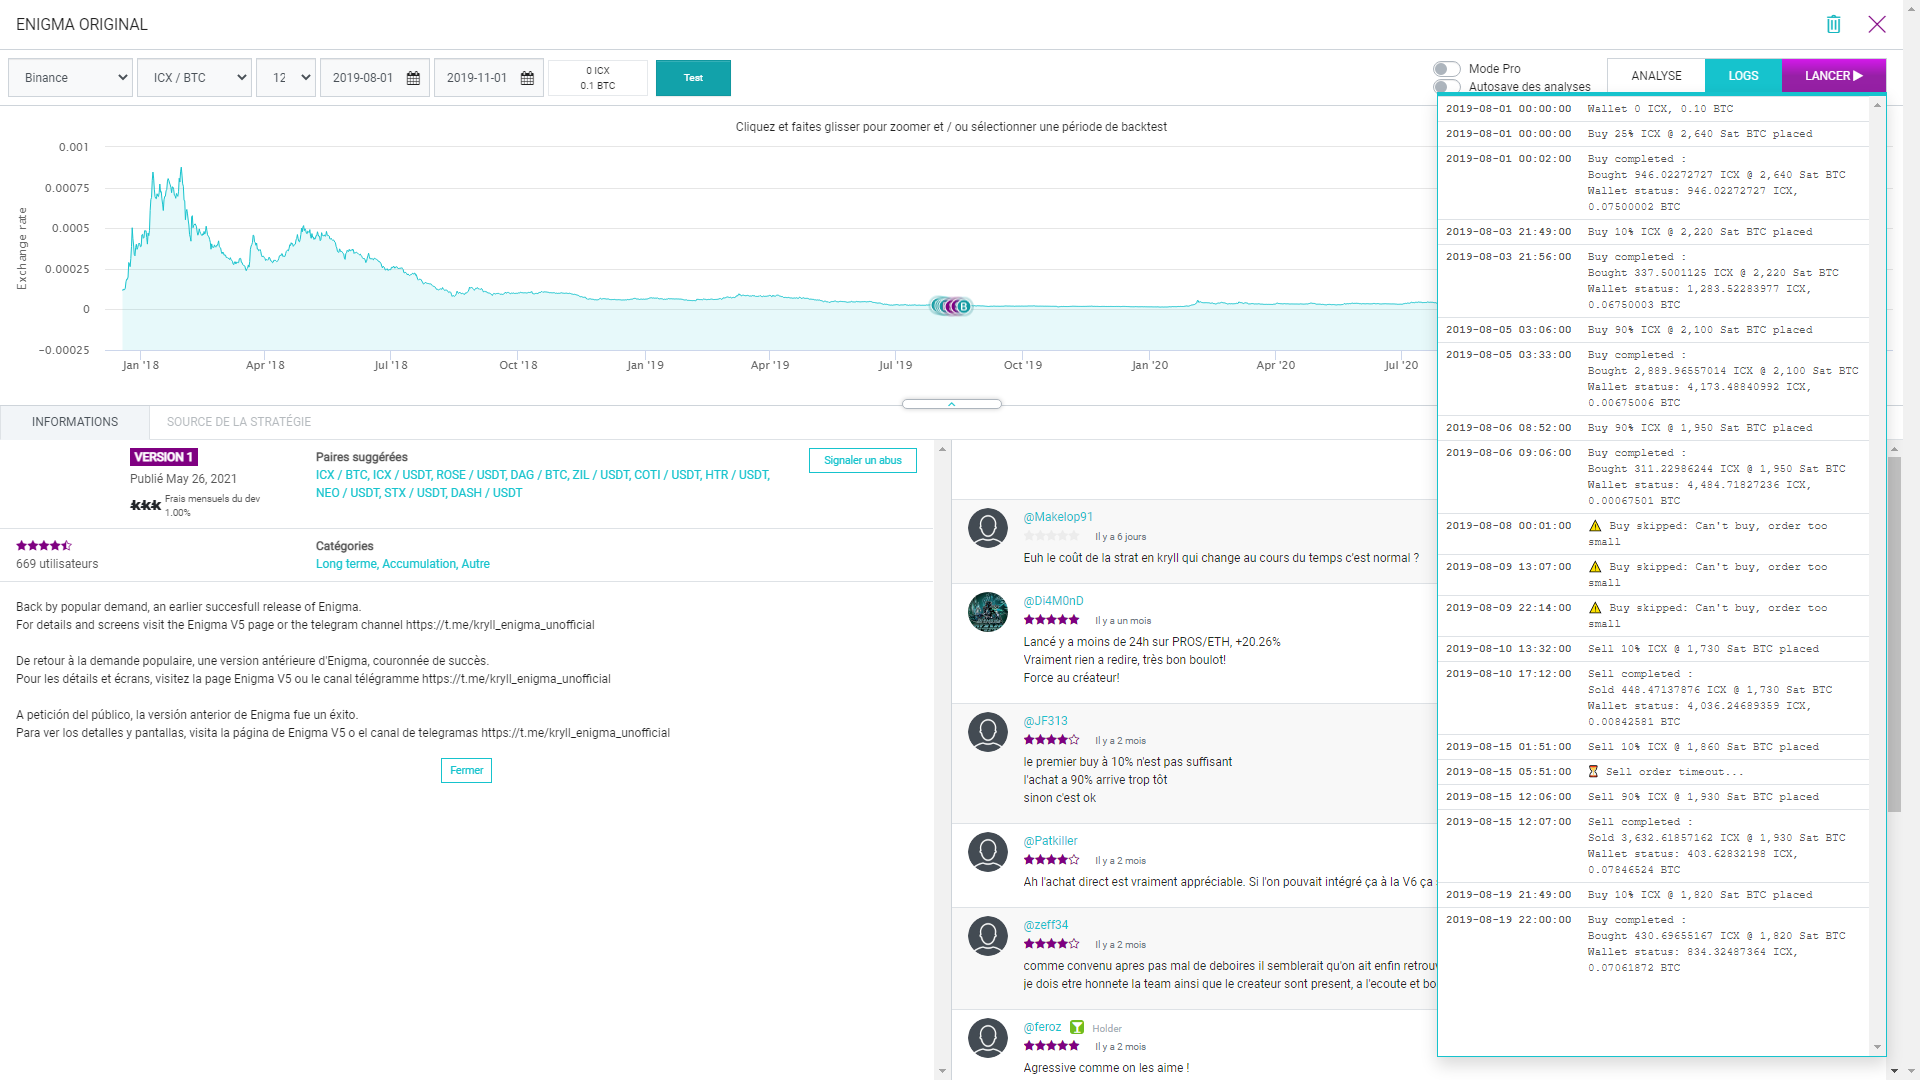 ENIGMA ORIGINAL
Binance
ICX / BTC
12
2019-08-01
2019-11-01
0 ICX
0.1 BTC
Test
Mode Pro
Autosave des analyses
ANALYSE
LOGS
LANCER
Cliquez et faites glisser pour zoomer et / ou sélectionner une période de backtest
Exchange rate
0.001
0.00075
0.0005
0.00025
0
-0.00025
B
Jan '18
Apr '18
Jul '18
Oct '18
Jan '19
Apr '19
Jul '19
Oct '19
Jan '20
Apr '20
Jul '20
INFORMATIONS
SOURCE DE LA STRATÉGIE
VERSION 1
Publié May 26, 2021
Frais mensuels du dev
1.00%
Paires suggérées
ICX / BTC, ICX / USDT, ROSE / USDT, DAG / BTC, ZIL / USDT, COTI / USDT, HTR / USDT,
NEO / USDT, STX / USDT, DASH / USDT
Signaler un abus
669 utilisateurs
Catégories
Long terme, Accumulation, Autre
Back by popular demand, an earlier succesfull release of Enigma.
For details and screens visit the Enigma V5 page or the telegram channel https://t.me/kryll_enigma_unofficial
De retour à la demande populaire, une version antérieure d'Enigma, couronnée de succès.
Pour les détails et écrans, visitez la page Enigma V5 ou le canal télégramme https://t.me/kryll_enigma_unofficial
A petición del público, la versión anterior de Enigma fue un éxito.
Para ver los detalles y pantallas, visita la página de Enigma V5 o el canal de telegramas https://t.me/kryll_enigma_unofficial
Fermer
@Makelop91
Il y a 6 jours
Euh le coût de la strat en kryll qui change au cours du temps c'est normal ?
@Di4M0nD
Il y a un mois
Lancé y a moins de 24h sur PROS/ETH, +20.26%
Vraiment rien a redire, très bon boulot!
Force au créateur!
@JF313
Il y a 2 mois
le premier buy à 10% n'est pas suffisant
l'achat a 90% arrive trop tôt
sinon c'est ok
@Patkiller
Il y a 2 mois
Ah l'achat direct est vraiment appréciable. Si l'on pouvait intégré ça à la V6 ça
@zeff34
Il y a 2 mois
comme convenu apres pas mal de deboires il semblerait qu'on ait enfin retrouv
je dois etre honnete la team ainsi que le createur sont present, a l'ecoute et bo
@feroz Holder
Il y a 2 mois
Agressive comme on les aime !
2019-08-01 00:00:00 Wallet 0 ICX, 0.10 BTC
2019-08-01 00:00:00 Buy 25% ICX @ 2,640 Sat BTC placed
2019-08-01 00:02:00 Buy completed :
Bought 946.02272727 ICX @ 2,640 Sat BTC
Wallet status: 946.02272727 ICX,
0.07500002 BTC
2019-08-03 21:49:00 Buy 10% ICX @ 2,220 Sat BTC placed
2019-08-03 21:56:00 Buy completed :
Bought 337.5001125 ICX @ 2,220 Sat BTC
Wallet status: 1,283.52283977 ICX,
0.06750003 BTC
2019-08-05 03:06:00 Buy 90% ICX @ 2,100 Sat BTC placed
2019-08-05 03:33:00 Buy completed :
Bought 2,889.96557014 ICX @ 2,100 Sat BTC
Wallet status: 4,173.48840992 ICX,
0.00675006 BTC
2019-08-06 08:52:00 Buy 90% ICX @ 1,950 Sat BTC placed
2019-08-06 09:06:00 Buy completed :
Bought 311.22986244 ICX @ 1,950 Sat BTC
Wallet status: 4,484.71827236 ICX,
0.00067501 BTC
2019-08-08 00:01:00 Buy skipped: Can't buy, order too
small
2019-08-09 13:07:00 Buy skipped: Can't buy, order too
small
2019-08-09 22:14:00 Buy skipped: Can't buy, order too
small
2019-08-10 13:32:00 Sell 10% ICX @ 1,730 Sat BTC placed
2019-08-10 17:12:00 Sell completed :
Sold 448.47137876 ICX @ 1,730 Sat BTC
Wallet status: 4,036.24689359 ICX,
0.00842581 BTC
2019-08-15 01:51:00 Sell 10% ICX @ 1,860 Sat BTC placed
2019-08-15 05:51:00 Sell order timeout...
2019-08-15 12:06:00 Sell 90% ICX @ 1,930 Sat BTC placed
2019-08-15 12:07:00 Sell completed :
Sold 3,632.61857162 ICX @ 1,930 Sat BTC
Wallet status: 403.62832198 ICX,
0.07846524 BTC
2019-08-19 21:49:00 Buy 10% ICX @ 1,820 Sat BTC placed
2019-08-19 22:00:00 Buy completed :
Bought 430.69655167 ICX @ 1,820 Sat BTC
Wallet status: 834.32487364 ICX,
0.07061872 BTC